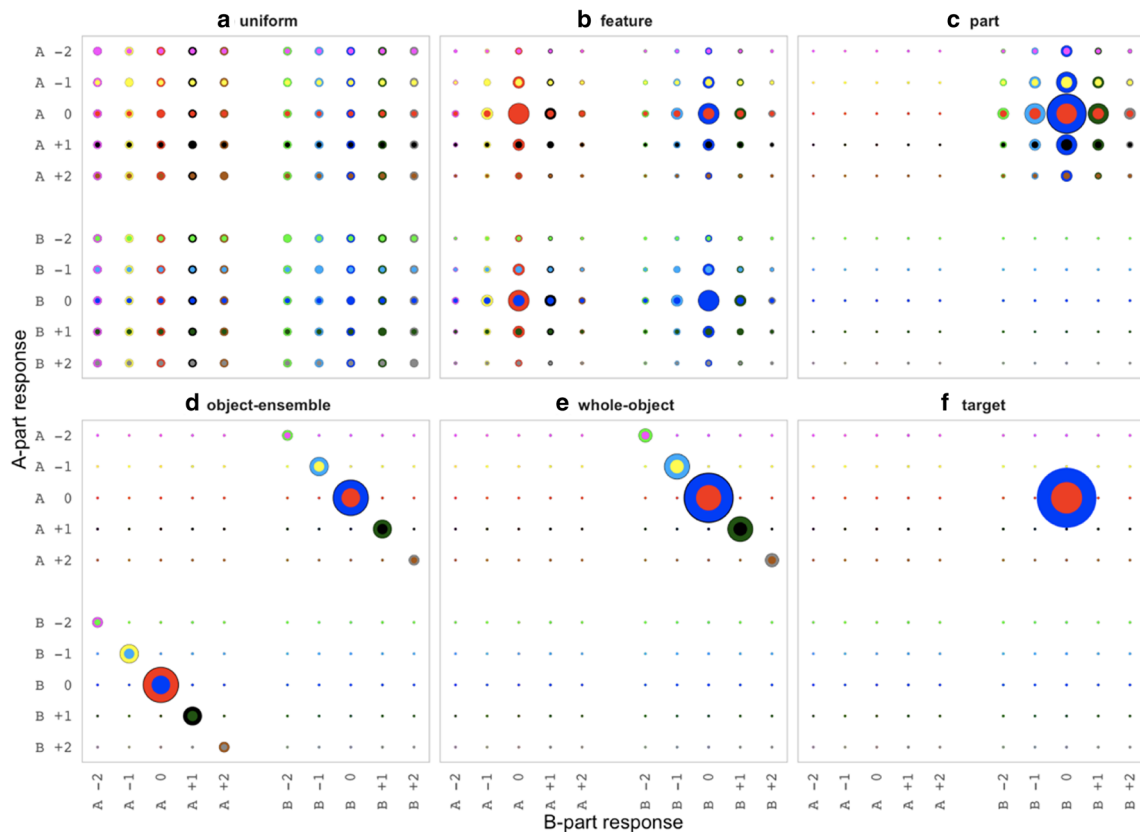 a uniform
b feature
c part
A -2
A -1
A 0
A +1
A +2
B -2
B -1
B 0
B +1
B +2
A-part response
d object-ensemble
e whole-object
f target
A -2
A -1
A 0
A +1
A +2
B -2
B -1
B 0
B +1
B +2
A -2
A -1
A 0
A +1
A +2
B -2
B -1
B 0
B +1
B +2
A -2
A -1
A 0
A +1
A +2
B -2
B -1
B 0
B +1
B +2
A -2
A -1
A 0
A +1
A +2
B -2
B -1
B 0
B +1
B +2
B-part response